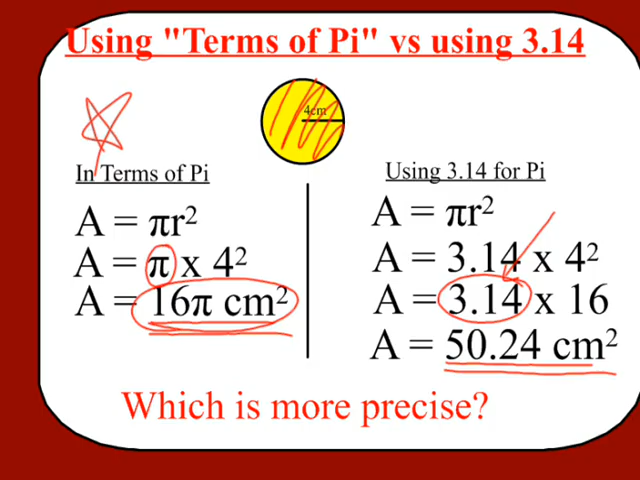 Using "Terms of Pi" vs using 3.14
4cm
In Terms of Pi
A = πr²
A = π x 4²
A = 16π cm²
Using 3.14 for Pi
A = πr²
A = 3.14 x 4²
A = 3.14 x 16
A = 50.24 cm²
Which is more precise?